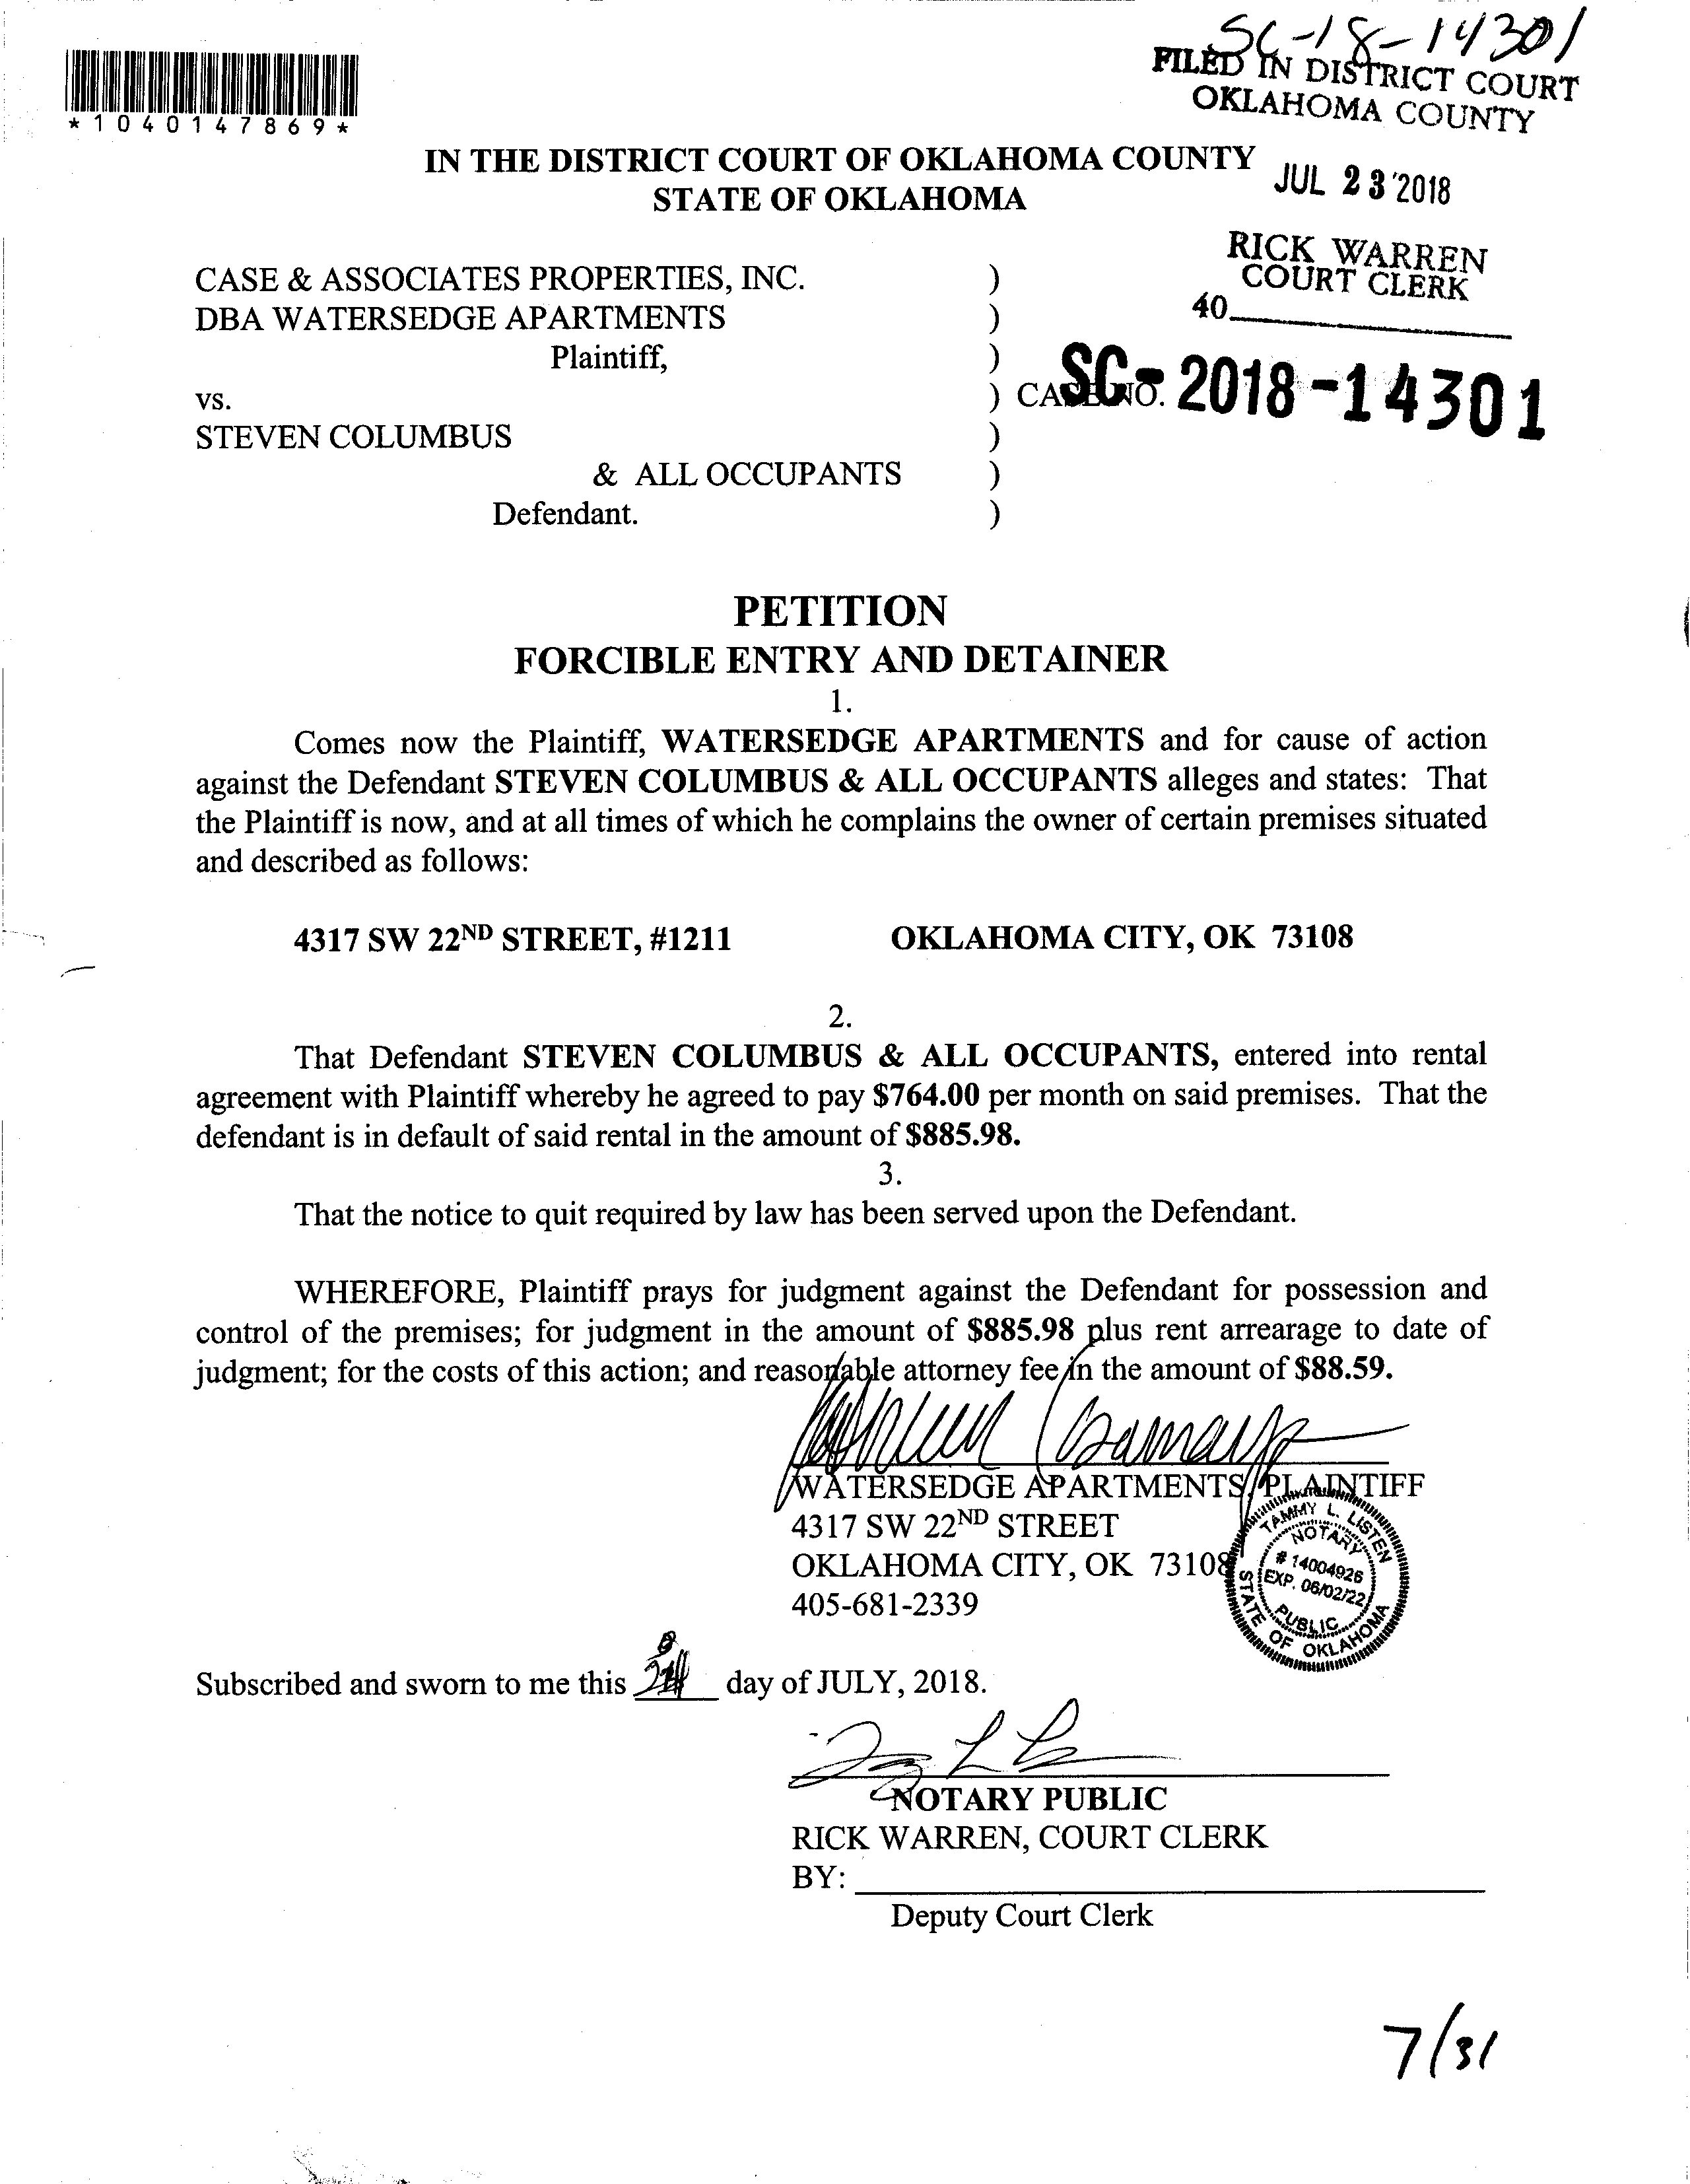 SC-18-14301
FILED IN DISTRICT COURT
OKLAHOMA COUNTY
*1040147869*
IN THE DISTRICT COURT OF OKLAHOMA COUNTY
STATE OF OKLAHOMA
JUL 23 2018
RICK WARREN
COURT CLERK
40
CASE & ASSOCIATES PROPERTIES, INC. )
DBA WATERSEDGE APARTMENTS )
Plaintiff, )
vs. ) CASE NO. SC-2018-14301
STEVEN COLUMBUS )
& ALL OCCUPANTS )
Defendant. )
PETITION
FORCIBLE ENTRY AND DETAINER
1.
Comes now the Plaintiff, WATERSEDGE APARTMENTS and for cause of action
against the Defendant STEVEN COLUMBUS & ALL OCCUPANTS alleges and states: That
the Plaintiff is now, and at all times of which he complains the owner of certain premises situated
and described as follows:
4317 SW 22ND STREET, #1211 OKLAHOMA CITY, OK 73108
2.
That Defendant STEVEN COLUMBUS & ALL OCCUPANTS, entered into rental
agreement with Plaintiff whereby he agreed to pay $764.00 per month on said premises. That the
defendant is in default of said rental in the amount of $885.98.
3.
That the notice to quit required by law has been served upon the Defendant.
WHEREFORE, Plaintiff prays for judgment against the Defendant for possession and
control of the premises; for judgment in the amount of $885.98 plus rent arrearage to date of
judgment; for the costs of this action; and reasonable attorney fee in the amount of $88.59.
WATERSEDGE APARTMENTS, PLAINTIFF
4317 SW 22ND STREET
OKLAHOMA CITY, OK 73108
405-681-2339
TAMMY L. LISTEN
NOTARY
# 14004926
EXP. 06/02/22
PUBLIC
STATE OF OKLAHOMA
Subscribed and sworn to me this day of JULY, 2018.
NOTARY PUBLIC
RICK WARREN, COURT CLERK
BY:
Deputy Court Clerk
7/31